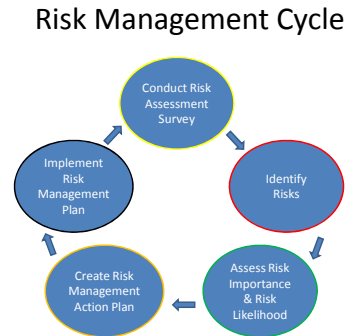 Risk Management Cycle
Conduct Risk
Assessment
Survey
Identify
Risks
Assess Risk
Importance
& Risk
Likelihood
Create Risk
Management
Action Plan
Implement
Risk
Management
Plan